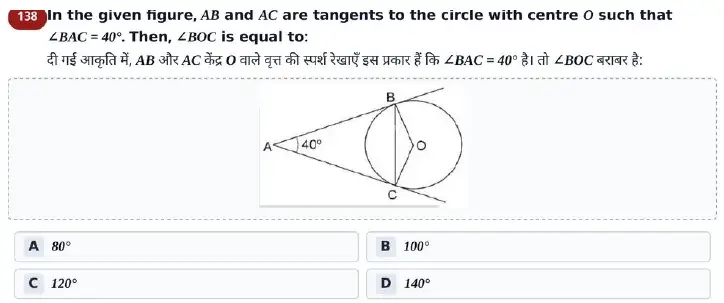 138 In the given figure, AB and AC are tangents to the circle with centre O such that
∠BAC = 40°. Then, ∠BOC is equal to:
दी गई आकृति में, AB और AC केंद्र O वाले वृत्त की स्पर्श रेखाएँ इस प्रकार हैं कि ∠BAC = 40° है। तो ∠BOC बराबर है:
B
A 40° O
C
A 80°
B 100°
C 120°
D 140°